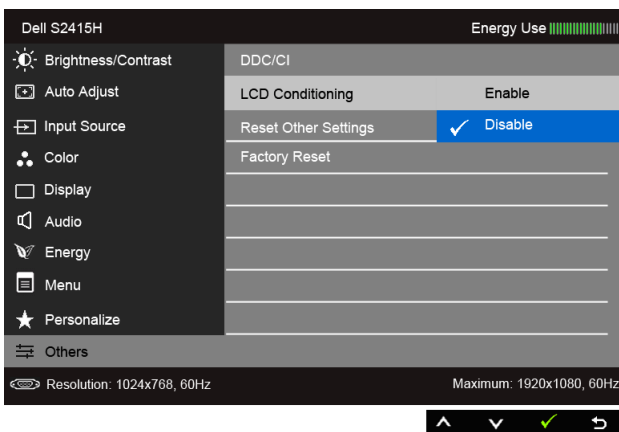 Dell S2415H Energy Use
Brightness/Contrast DDC/CI
Auto Adjust LCD Conditioning Enable
Input Source Reset Other Settings Disable
Color Factory Reset
Display
Audio
Energy
Menu
Personalize
Others
Resolution: 1024x768, 60Hz Maximum: 1920x1080, 60Hz